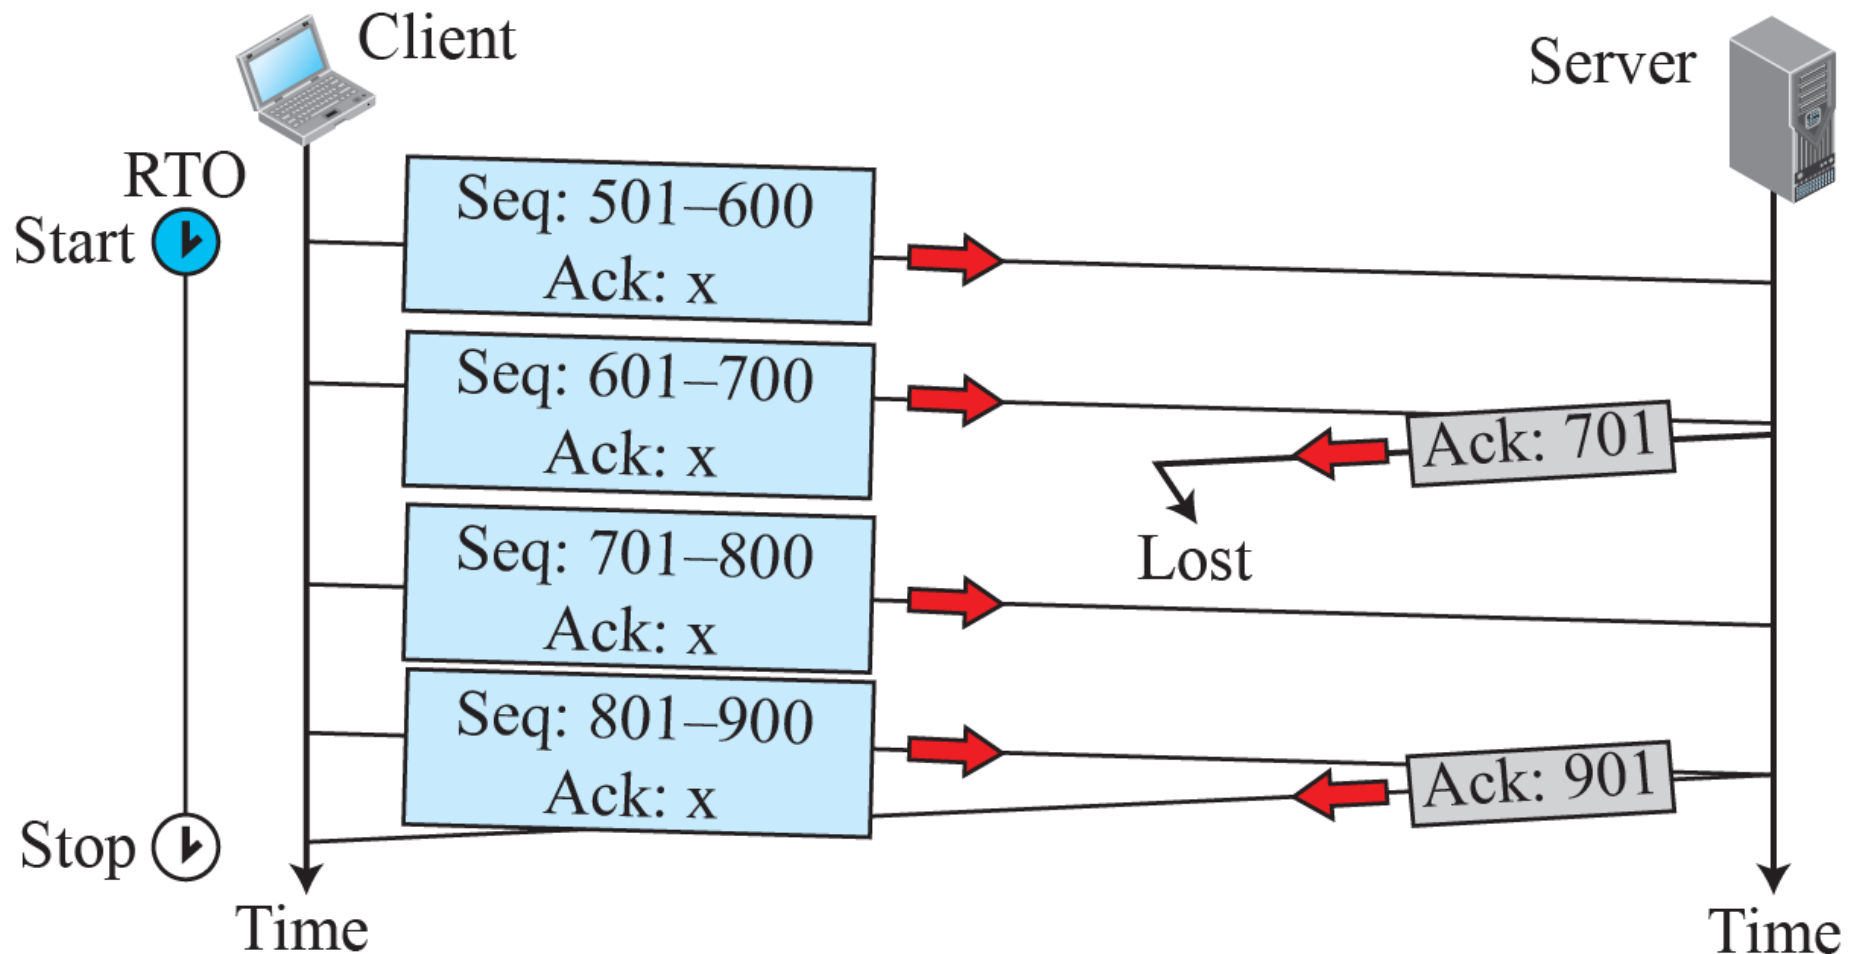 Client
Server
RTO
Start
Seq: 501–600
Ack: x
Seq: 601–700
Ack: x
Ack: 701
Lost
Seq: 701–800
Ack: x
Seq: 801–900
Ack: x
Ack: 901
Stop
Time
Time